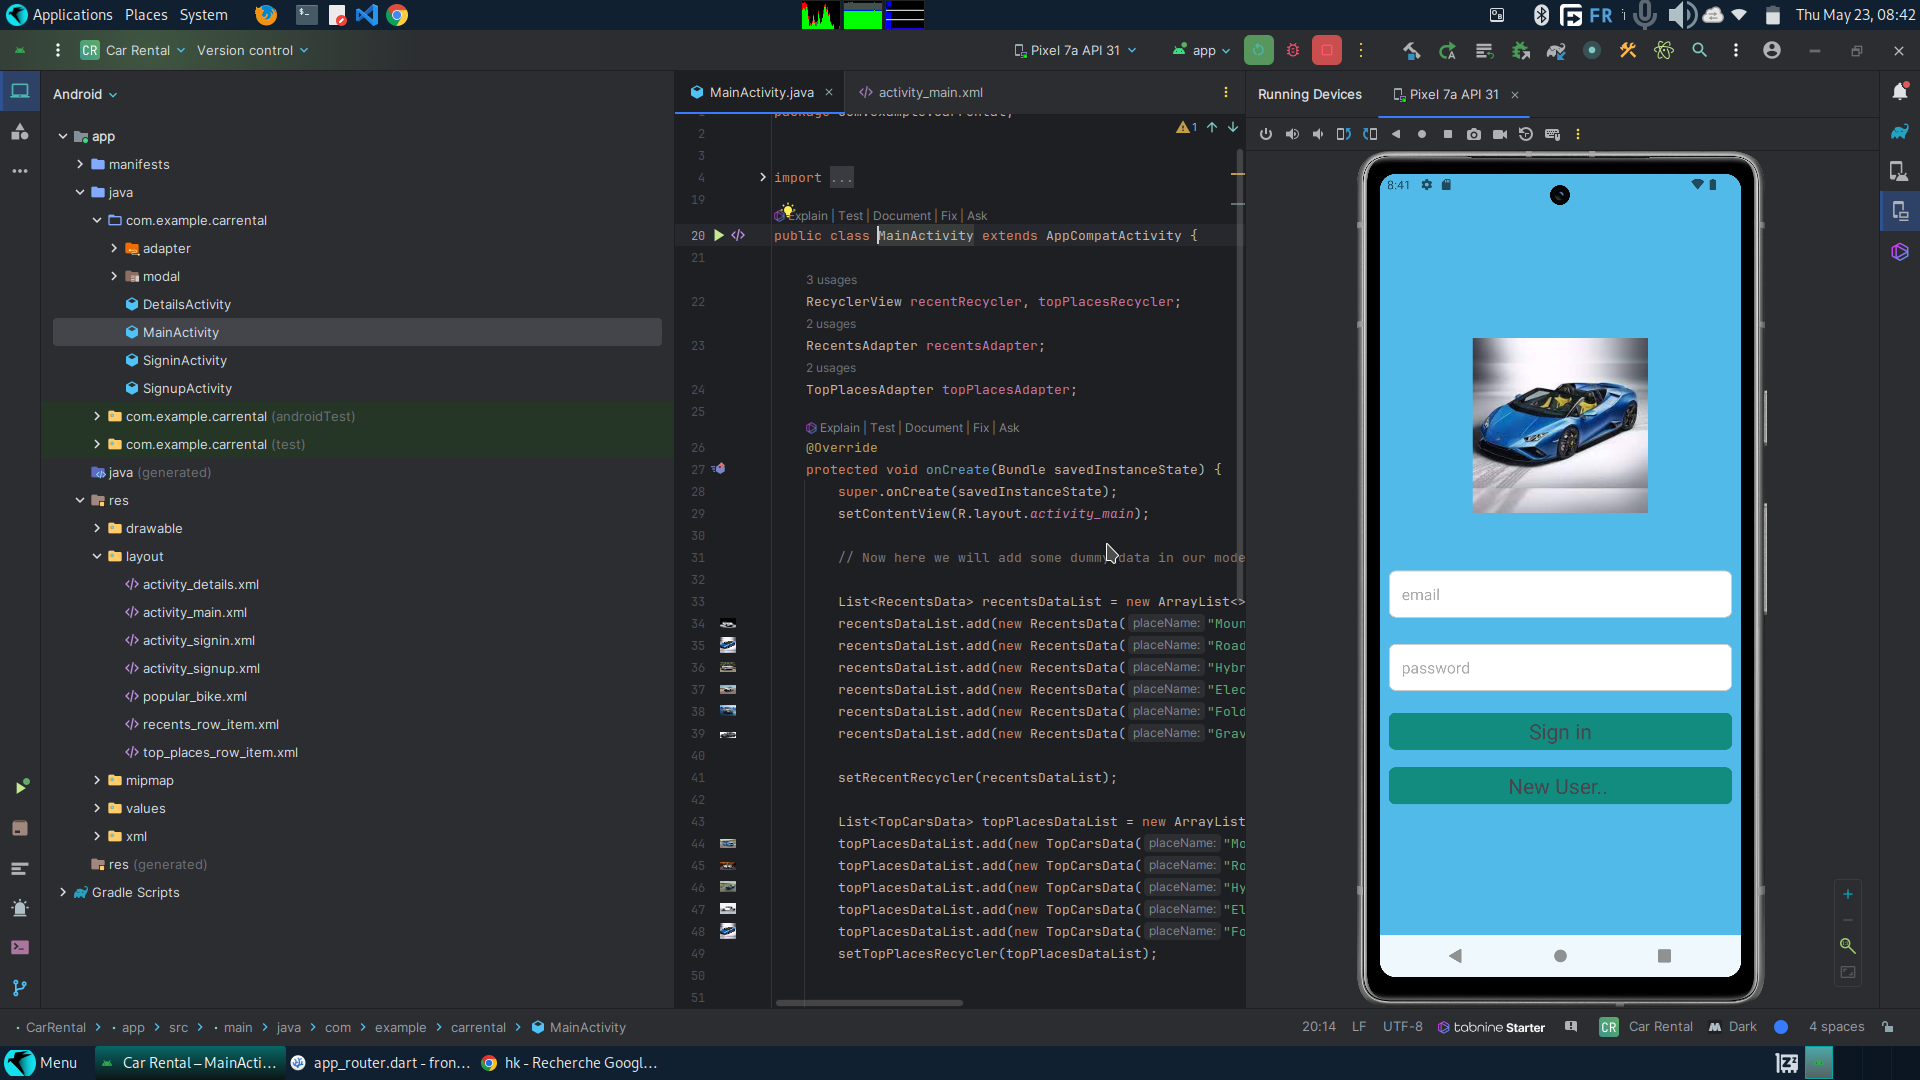 Applications Places System
FR
Thu May 23, 08:42
CR Car Rental Version control
Pixel 7a API 31
app
Android
app
manifests
java
com.example.carrental
adapter
modal
DetailsActivity
MainActivity
SigninActivity
SignupActivity
com.example.carrental (androidTest)
com.example.carrental (test)
java (generated)
res
drawable
layout
activity_details.xml
activity_main.xml
activity_signin.xml
activity_signup.xml
popular_bike.xml
recents_row_item.xml
top_places_row_item.xml
mipmap
values
xml
res (generated)
Gradle Scripts
MainActivity.java
activity_main.xml
1
package com.example.carrental;
2
3
4 import ...
19
Explain | Test | Document | Fix | Ask
20 public class MainActivity extends AppCompatActivity {
21
3 usages
22 RecyclerView recentRecycler, topPlacesRecycler;
2 usages
23 RecentsAdapter recentsAdapter;
2 usages
24 TopPlacesAdapter topPlacesAdapter;
25
Explain | Test | Document | Fix | Ask
26 @Override
27 protected void onCreate(Bundle savedInstanceState) {
28 super.onCreate(savedInstanceState);
29 setContentView(R.layout.activity_main);
30
31 // Now here we will add some dummy data in our mode
32
33 List<RecentsData> recentsDataList = new ArrayList<>
34 recentsDataList.add(new RecentsData( placeName: "Moun
35 recentsDataList.add(new RecentsData( placeName: "Road
36 recentsDataList.add(new RecentsData( placeName: "Hybr
37 recentsDataList.add(new RecentsData( placeName: "Elec
38 recentsDataList.add(new RecentsData( placeName: "Fold
39 recentsDataList.add(new RecentsData( placeName: "Grav
40
41 setRecentRecycler(recentsDataList);
42
43 List<TopCarsData> topPlacesDataList = new ArrayList
44 topPlacesDataList.add(new TopCarsData( placeName: "Mo
45 topPlacesDataList.add(new TopCarsData( placeName: "Ro
46 topPlacesDataList.add(new TopCarsData( placeName: "Hy
47 topPlacesDataList.add(new TopCarsData( placeName: "El
48 topPlacesDataList.add(new TopCarsData( placeName: "Fo
49 setTopPlacesRecycler(topPlacesDataList);
50
51
Running Devices
Pixel 7a API 31
8:41
email
password
Sign in
New User..
CarRental > app > src > main > java > com > example > carrental > MainActivity
20:14 LF UTF-8 tabnine Starter CR Car Rental Dark 4 spaces
Menu
Car Rental – MainActi...
app_router.dart - fron...
hk - Recherche Googl...